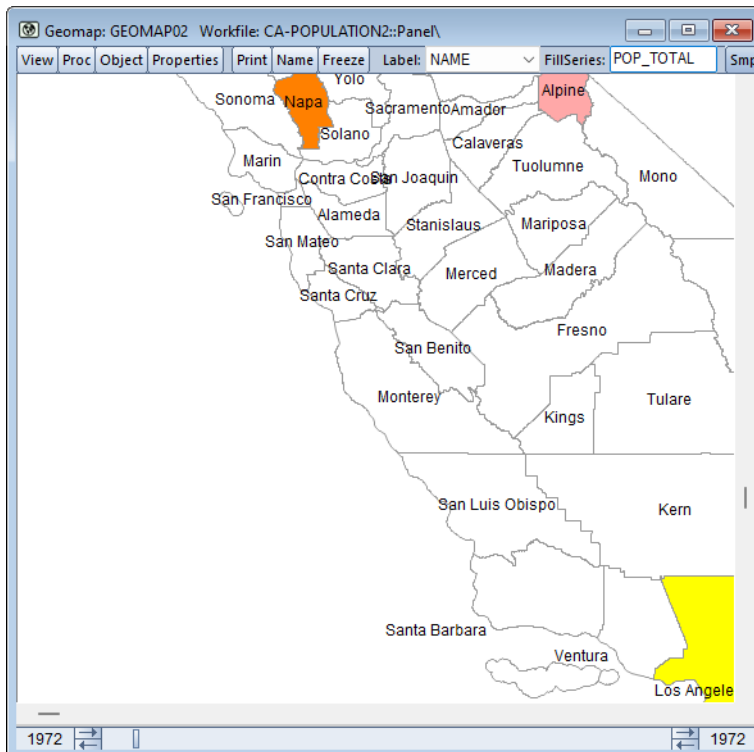 Geomap: GEOMAP02 Workfile: CA-POPULATION2::Panel\
View Proc Object Properties Print Name Freeze Label: NAME FillSeries: POP_TOTAL Smp
Yolo
Alpine
Sonoma Napa
Sacramento Amador
Solano
Calaveras
Marin
Tuolumne
Contra Costa San Joaquin
Mono
San Francisco
Alameda
Stanislaus
Mariposa
San Mateo
Santa Clara
Merced
Madera
Santa Cruz
Fresno
San Benito
Monterey
Tulare
Kings
San Luis Obispo
Kern
Santa Barbara
Ventura
Los Angele
1972 1972